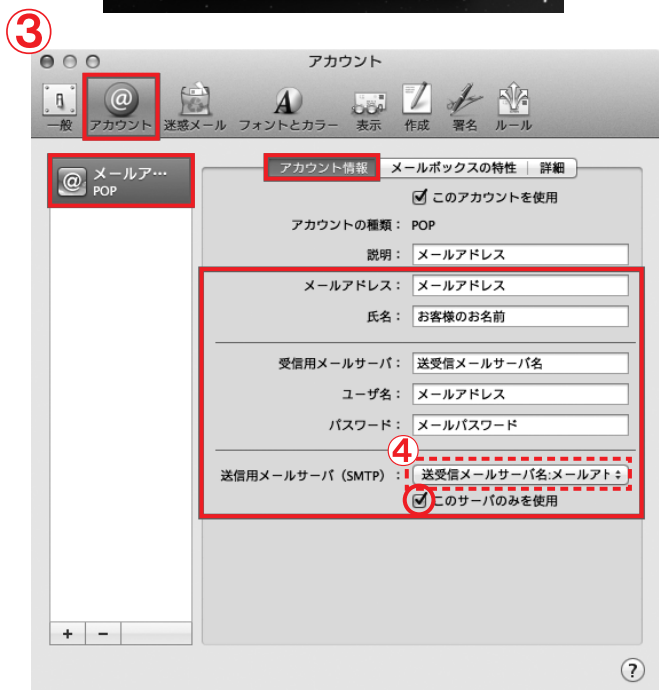 ③
アカウント
一般 アカウント 迷惑メール フォントとカラー 表示 作成 署名 ルール
メールア…
POP
アカウント情報 メールボックスの特性 詳細
このアカウントを使用
アカウントの種類： POP
説明： メールアドレス
メールアドレス： メールアドレス
氏名： お客様のお名前
受信用メールサーバ： 送受信メールサーバ名
ユーザ名： メールアドレス
パスワード： メールパスワード
④
送信用メールサーバ（SMTP）： 送受信メールサーバ名:メールアト
このサーバのみを使用
+ −
?